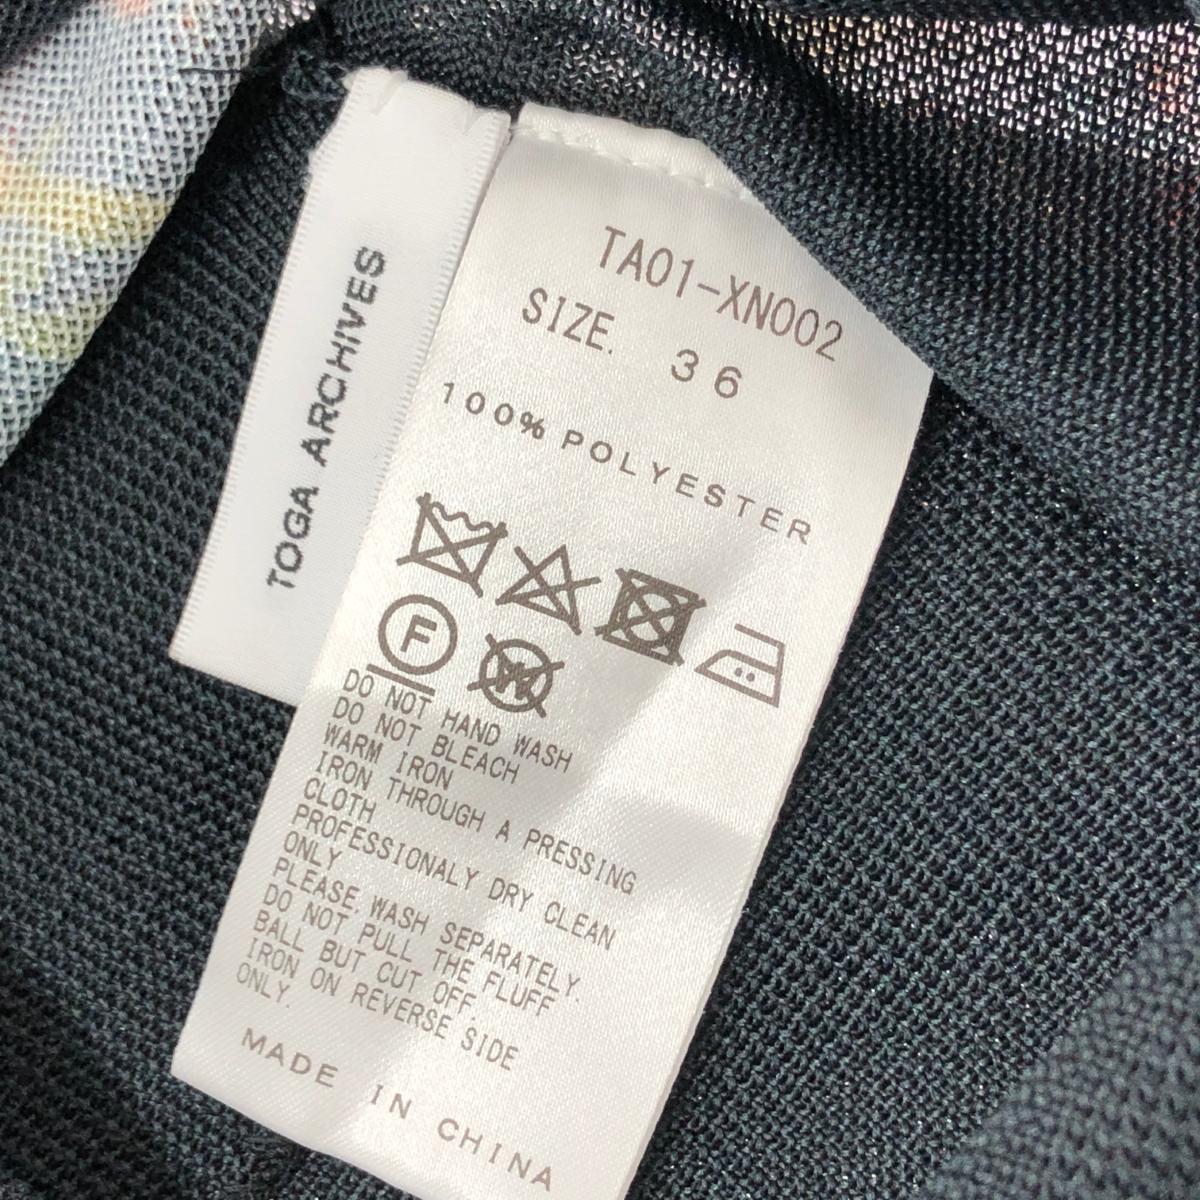 TOGA ARCHIVES
TA01-XN002
SIZE. 36
100% POLYESTER
F
W
DO NOT HAND WASH
DO NOT BLEACH
WARM IRON
IRON THROUGH A PRESSING
CLOTH
PROFESSIONALY DRY CLEAN
ONLY
PLEASE WASH SEPARATELY.
DO NOT PULL THE FLUFF
BALL BUT CUT OFF.
IRON ON REVERSE SIDE
ONLY.
MADE IN CHINA